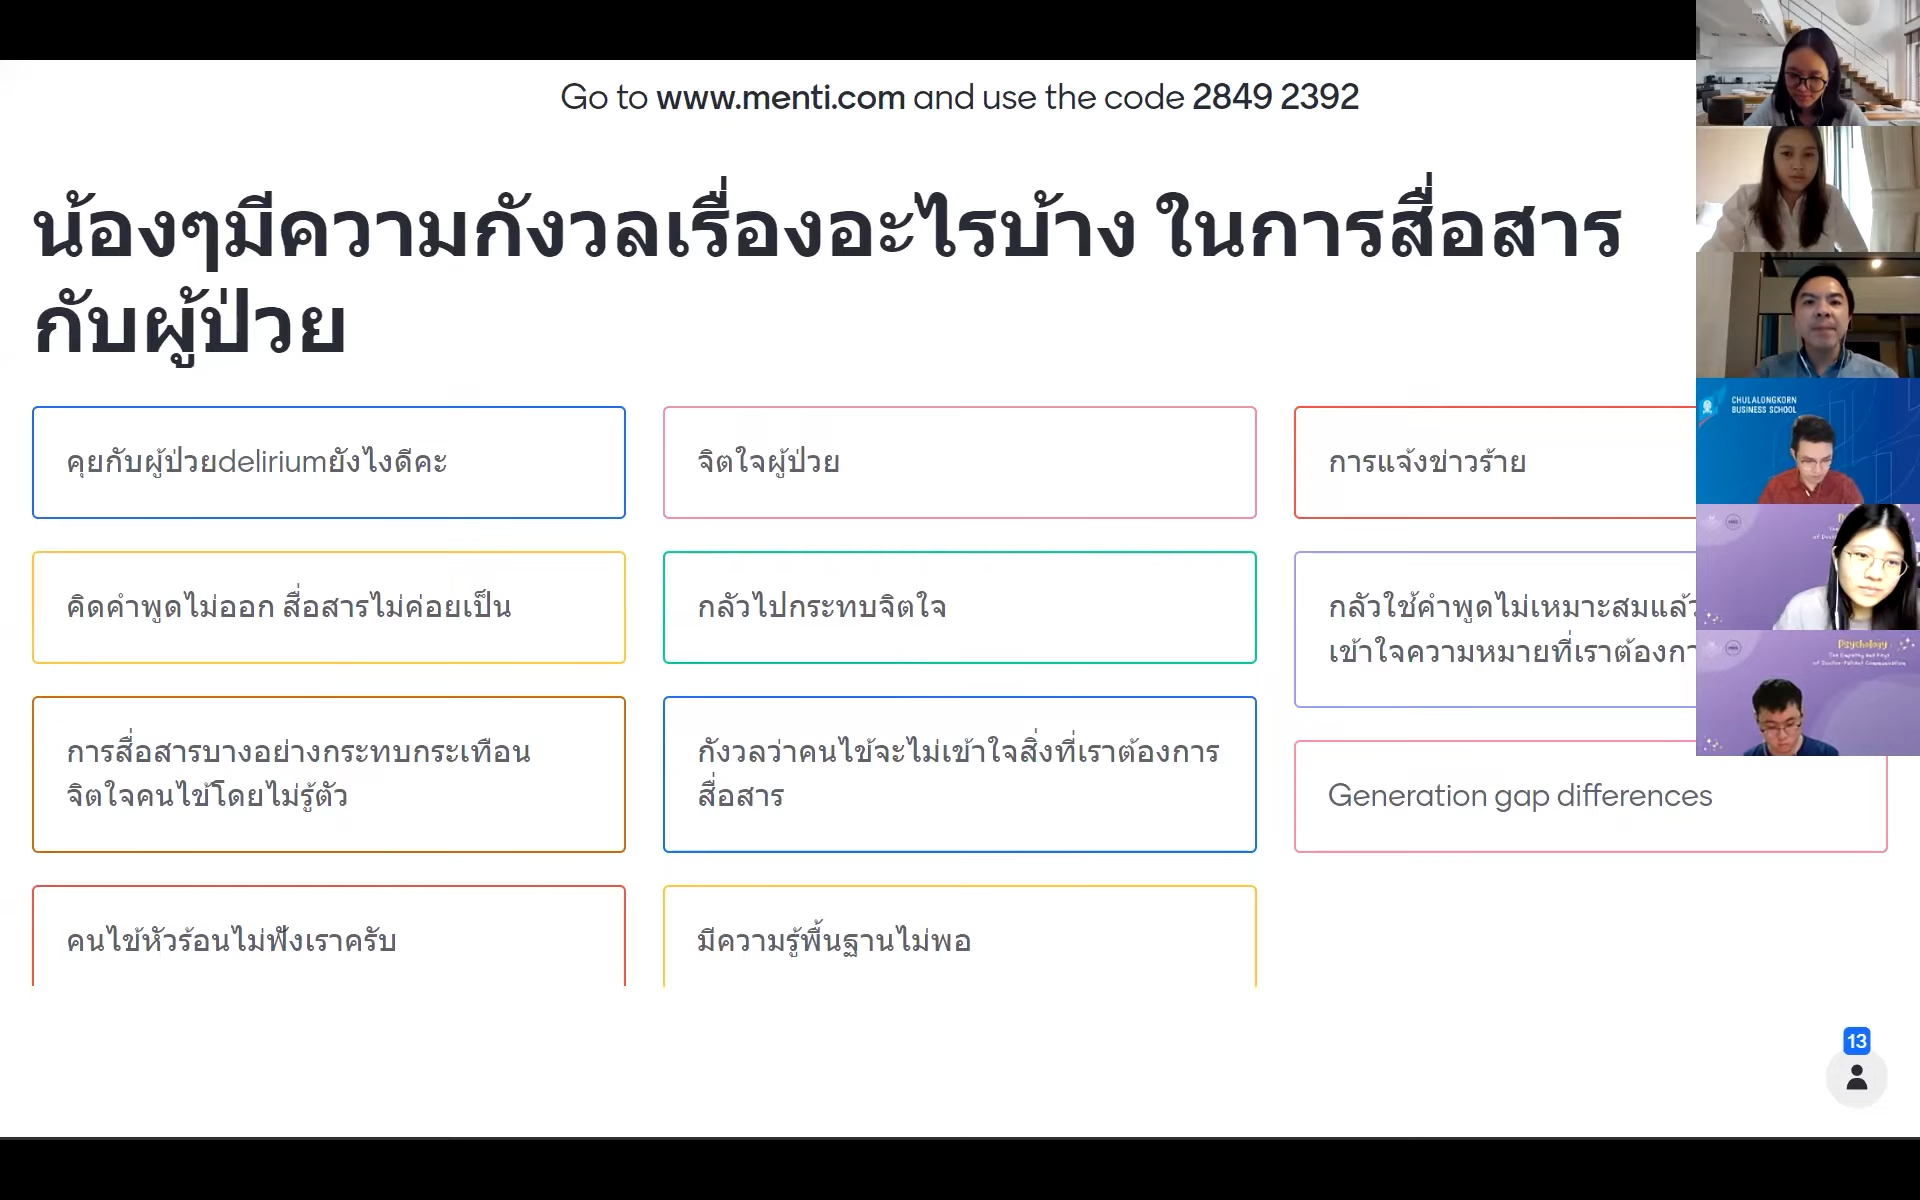 Go to www.menti.com and use the code 2849 2392
น้องๆมีความกังวลเรื่องอะไรบ้าง ในการสื่อสาร
กับผู้ป่วย
คุยกับผู้ป่วยdeliriumยังไงดีคะ
จิตใจผู้ป่วย
การแจ้งข่าวร้าย
คิดคำพูดไม่ออก สื่อสารไม่ค่อยเป็น
กลัวไปกระทบจิตใจ
กลัวใช้คำพูดไม่เหมาะสม
เข้าใจความหมายที่เราต้อง
การสื่อสารบางอย่างกระทบกระเทือน
จิตใจคนไข้โดยไม่รู้ตัว
กังวลว่าคนไข้จะไม่เข้าใจสิ่งที่เราต้องการ
สื่อสาร
Generation gap differences
คนไข้หัวร้อนไม่ฟังเราครับ
มีความรู้พื้นฐานไม่พอ
13
CHULALONGKORN
BUSINESS SCHOOL
Psychology
The Empathy and Keys
of Doctor-Patient Communication